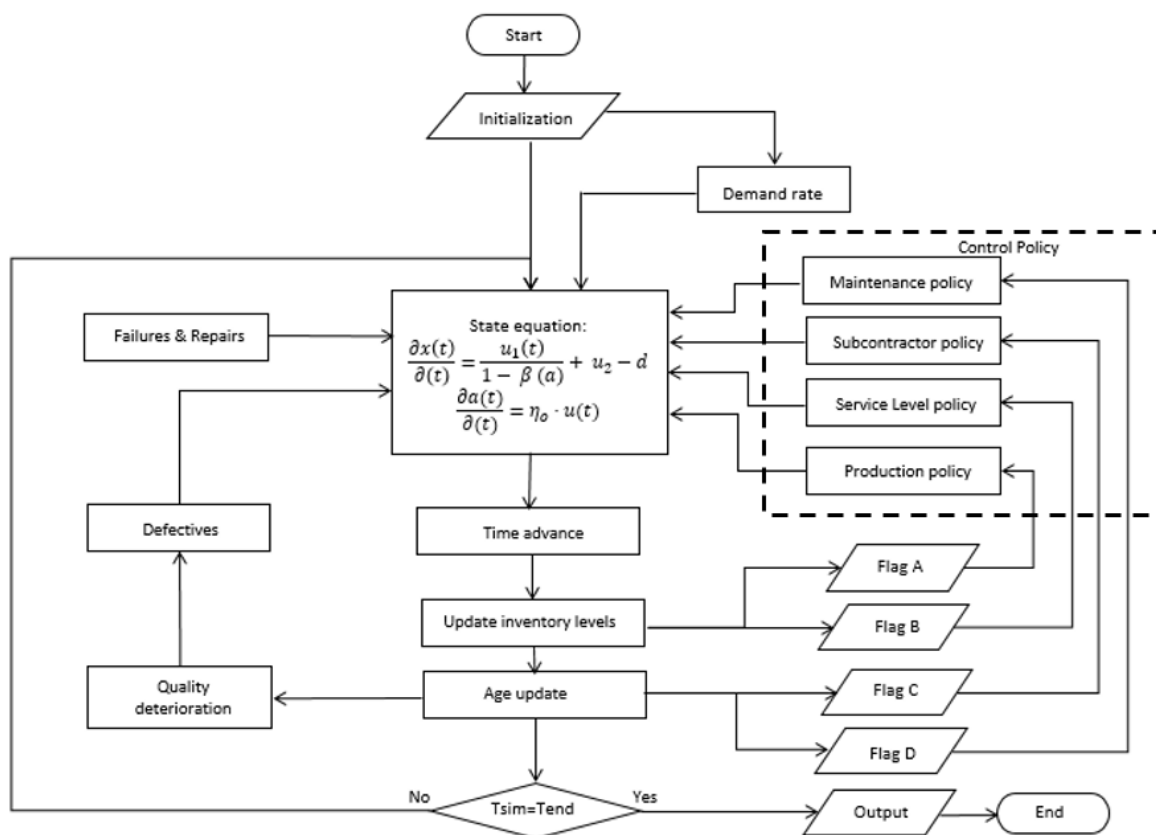 Start
Initialization
Demand rate
Control Policy
Maintenance policy
Failures & Repairs
State equation:
∂x(t)/∂(t) = u₁(t)/(1 − β (a)) + u₂ − d
∂a(t)/∂(t) = ηₒ · u(t)
Subcontractor policy
Service Level policy
Production policy
Defectives
Time advance
Flag A
Update inventory levels
Flag B
Quality
deterioration
Age update
Flag C
Flag D
No
Tsim=Tend
Yes
Output
End